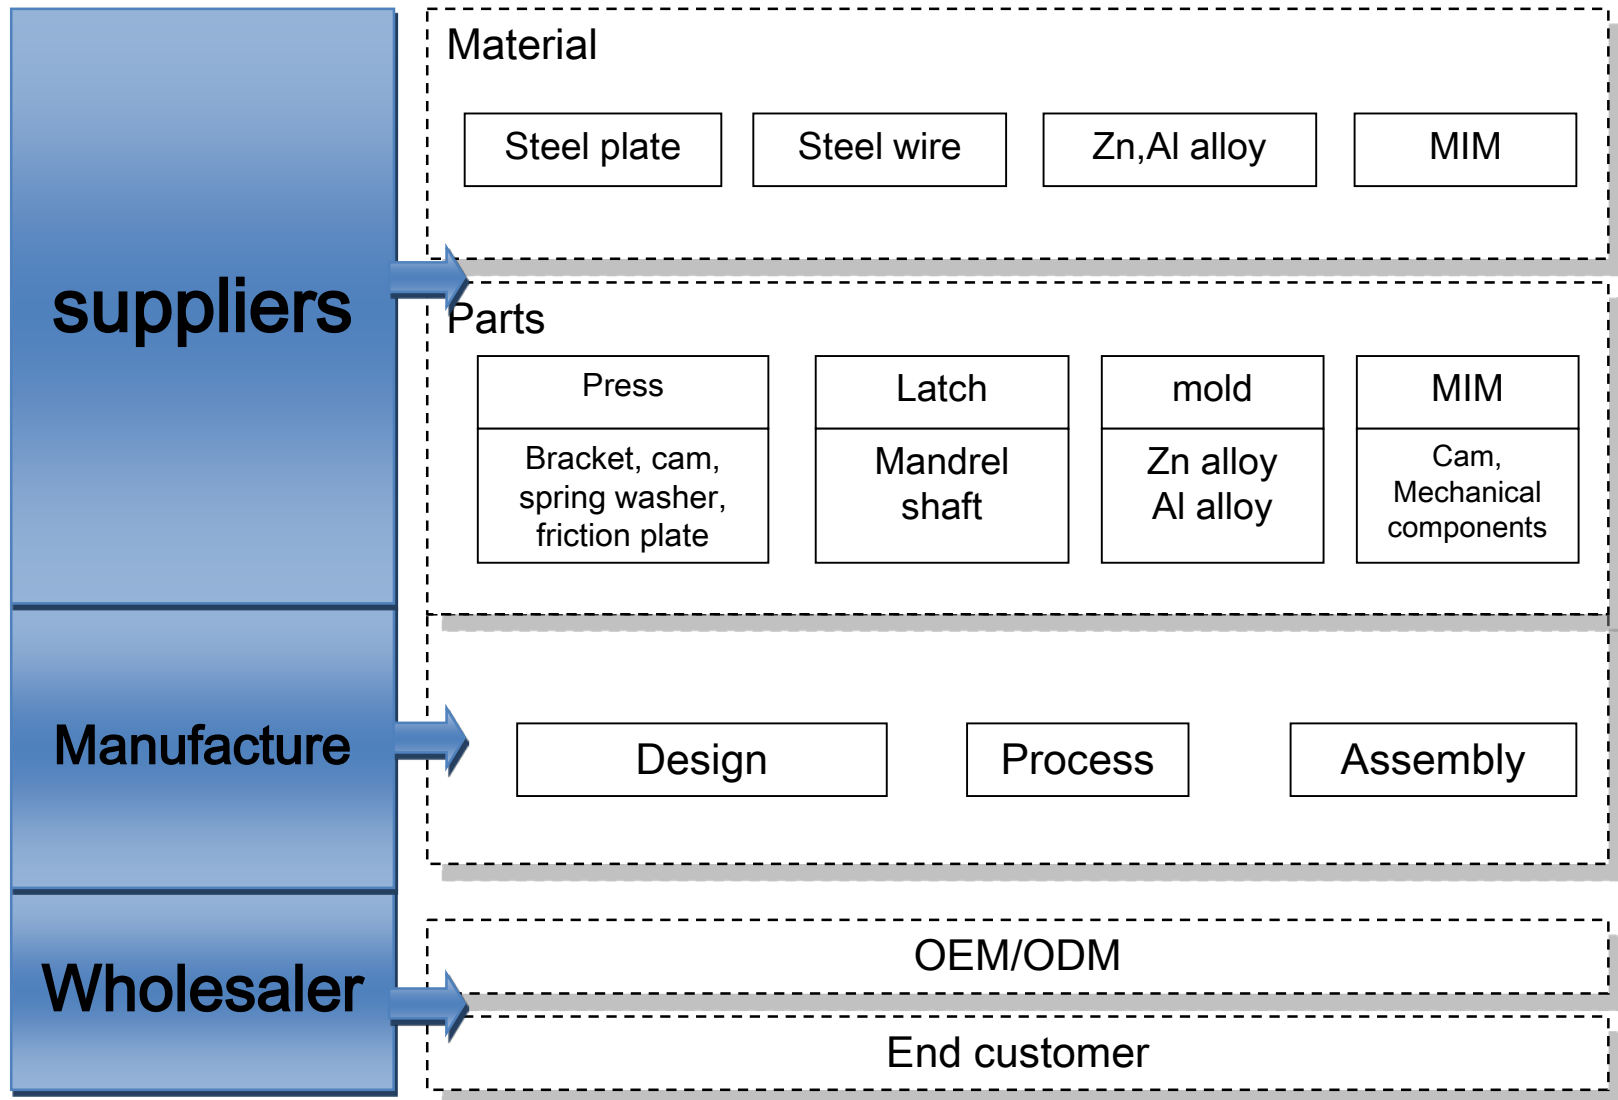 suppliers
Material
Steel plate
Steel wire
Zn,Al alloy
MIM
Parts
Press
Bracket, cam,
spring washer,
friction plate
Latch
Mandrel
shaft
mold
Zn alloy
Al alloy
MIM
Cam,
Mechanical
components
Manufacture
Design
Process
Assembly
Wholesaler
OEM/ODM
End customer